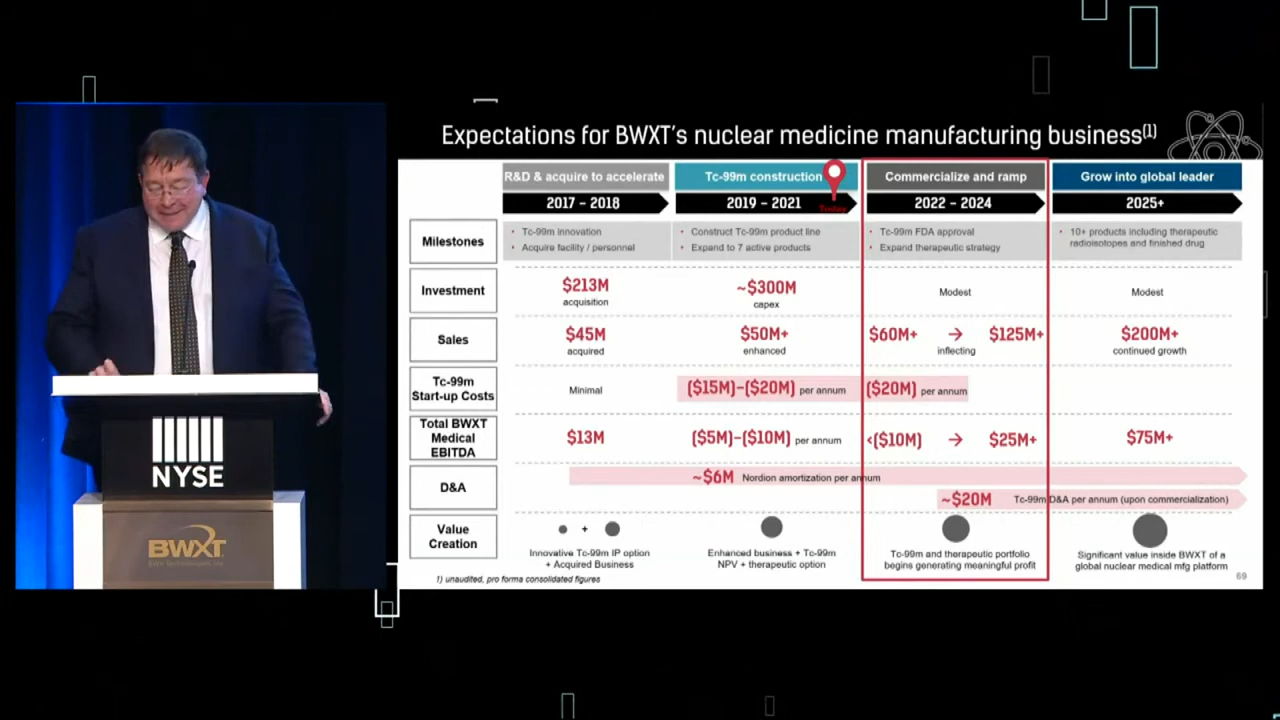 Expectations for BWXT's nuclear medicine manufacturing business(1)
R&D & acquire to accelerate
Tc-99m construction
Commercialize and ramp
Grow into global leader
2017 – 2018
2019 – 2021
Today
2022 – 2024
2025+
Milestones
• Tc-99m innovation
• Acquire facility / personnel
• Construct Tc-99m product line
• Expand to 7 active products
• Tc-99m FDA approval
• Expand therapeutic strategy
• 10+ products including therapeutic
radioisotopes and finished drug
Investment
$213M
acquisition
~$300M
capex
Modest
Modest
Sales
$45M
acquired
$50M+
enhanced
$60M+ → $125M+
inflecting
$200M+
continued growth
Tc-99m
Start-up Costs
Minimal
($15M)–($20M) per annum
($20M) per annum
Total BWXT
Medical
EBITDA
$13M
($5M)–($10M) per annum
<($10M) → $25M+
$75M+
D&A
~$6M Nordion amortization per annum
~$20M Tc-99m D&A per annum (upon commercialization)
Value
Creation
+
Innovative Tc-99m IP option
+ Acquired Business
Enhanced business + Tc-99m
NPV + therapeutic option
Tc-99m and therapeutic portfolio
begins generating meaningful profit
Significant value inside BWXT of a
global nuclear medical mfg platform
1) unaudited, pro forma consolidated figures
69
NYSE
BWXT